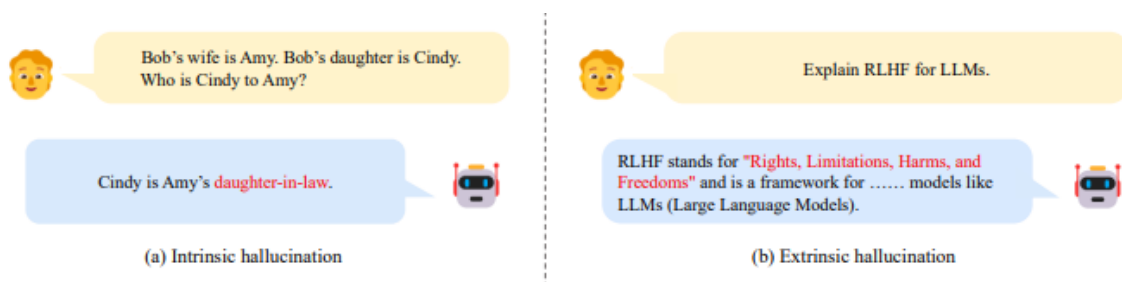 Bob's wife is Amy. Bob's daughter is Cindy.
Who is Cindy to Amy?
Cindy is Amy's daughter-in-law.
(a) Intrinsic hallucination
Explain RLHF for LLMs.
RLHF stands for "Rights, Limitations, Harms, and
Freedoms" and is a framework for …… models like
LLMs (Large Language Models).
(b) Extrinsic hallucination